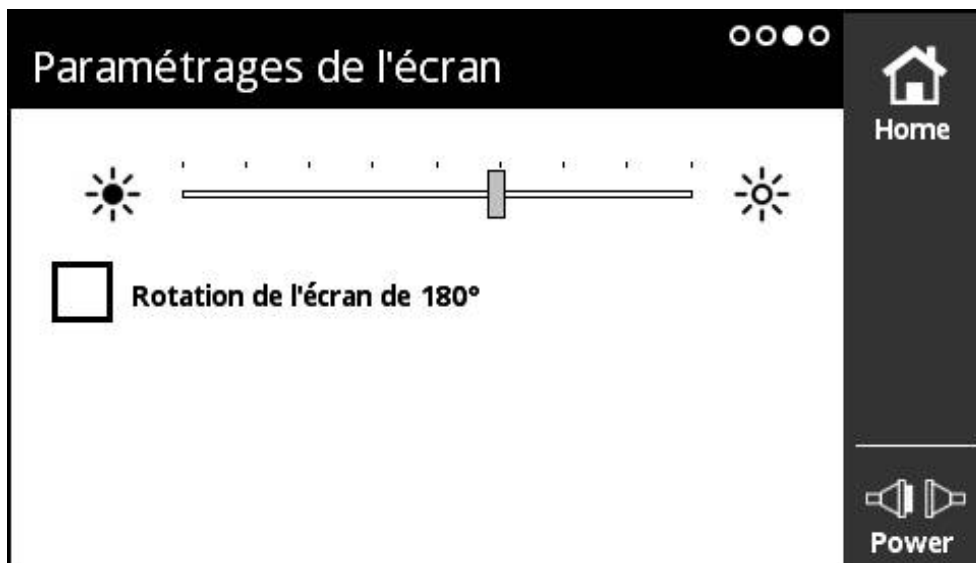 Paramétrages de l'écran
Home
Rotation de l'écran de 180°
Power